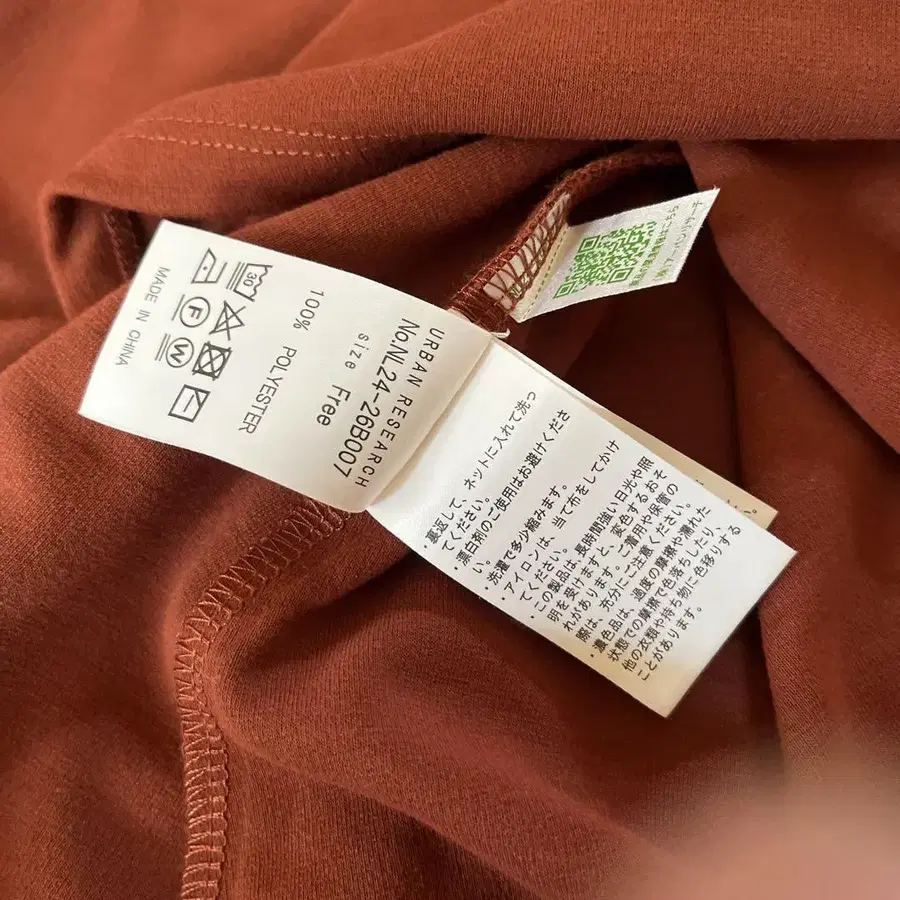 URBAN RESEARCH
No.NL24-26B007
size Free
100% POLYESTER
30
F
W
MADE IN CHINA
・裏返して、ネットに入れて洗っ
てください。
・漂白剤のご使用はお避けくださ
い。
・洗濯で多少縮みます。
・アイロンは、当て布をしてかけ
てください。
・この製品は、長時間強い日光や照
明を受けますと、変色するおそ
れがあります。ご着用や保管の
際は、充分にご注意ください。
・濃色品は、過度の摩擦や濡れた
状態での摩擦で色落ちしたり、
他の衣類や持ち物に色移りする
ことがあります。